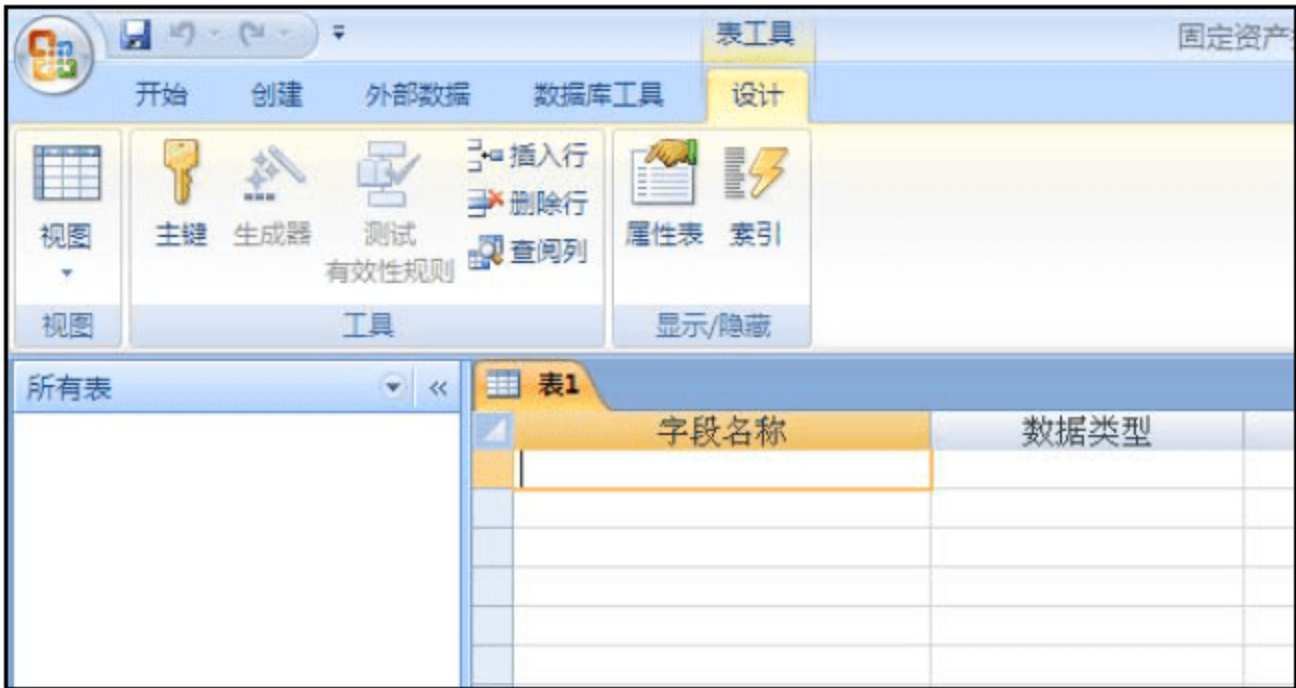 表工具
固定资产
开始 创建 外部数据 数据库工具 设计
视图
主键
生成器
测试
有效性规则
插入行
删除行
查阅列
属性表
索引
视图 工具 显示/隐藏
所有表
表1
字段名称 数据类型